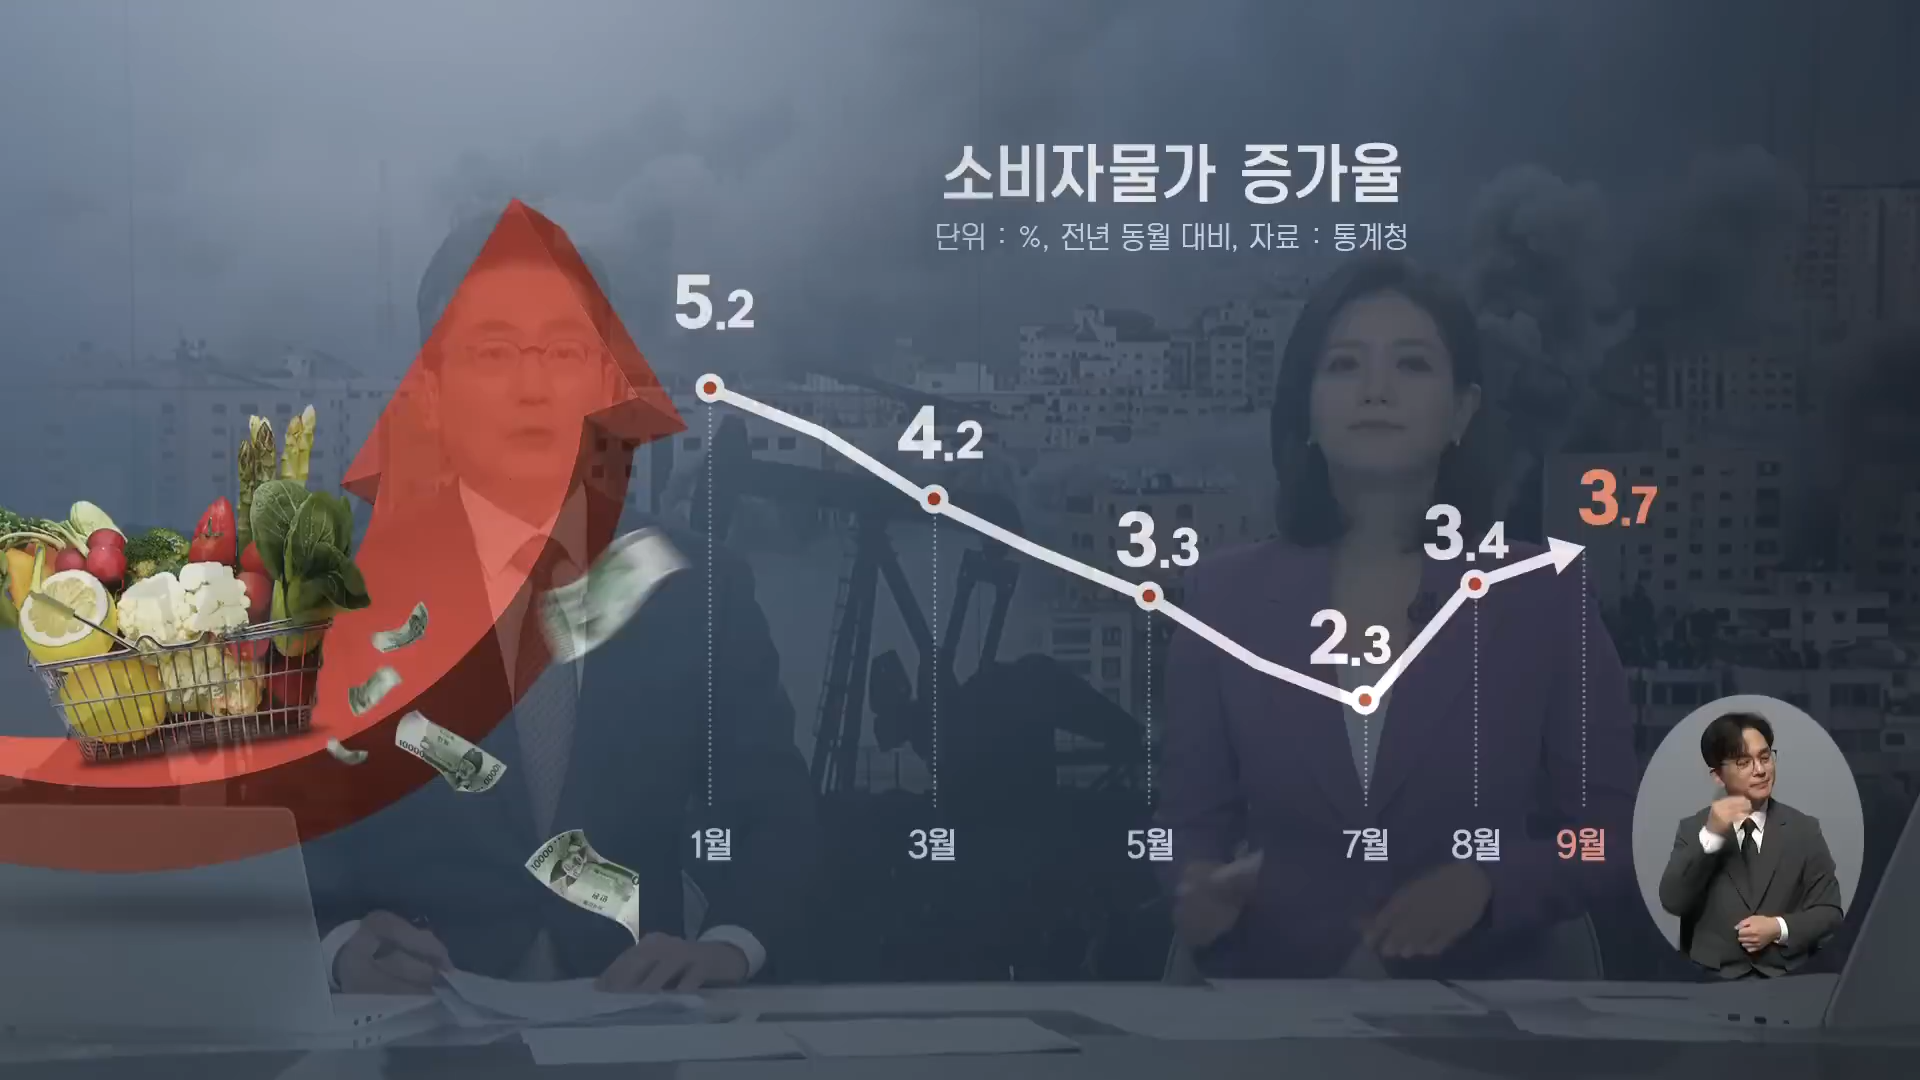 소비자물가 증가율
단위 : %, 전년 동월 대비, 자료 : 통계청
5.2
4.2
3.3
2.3
3.4
3.7
1월
3월
5월
7월
8월
9월
10000
10000